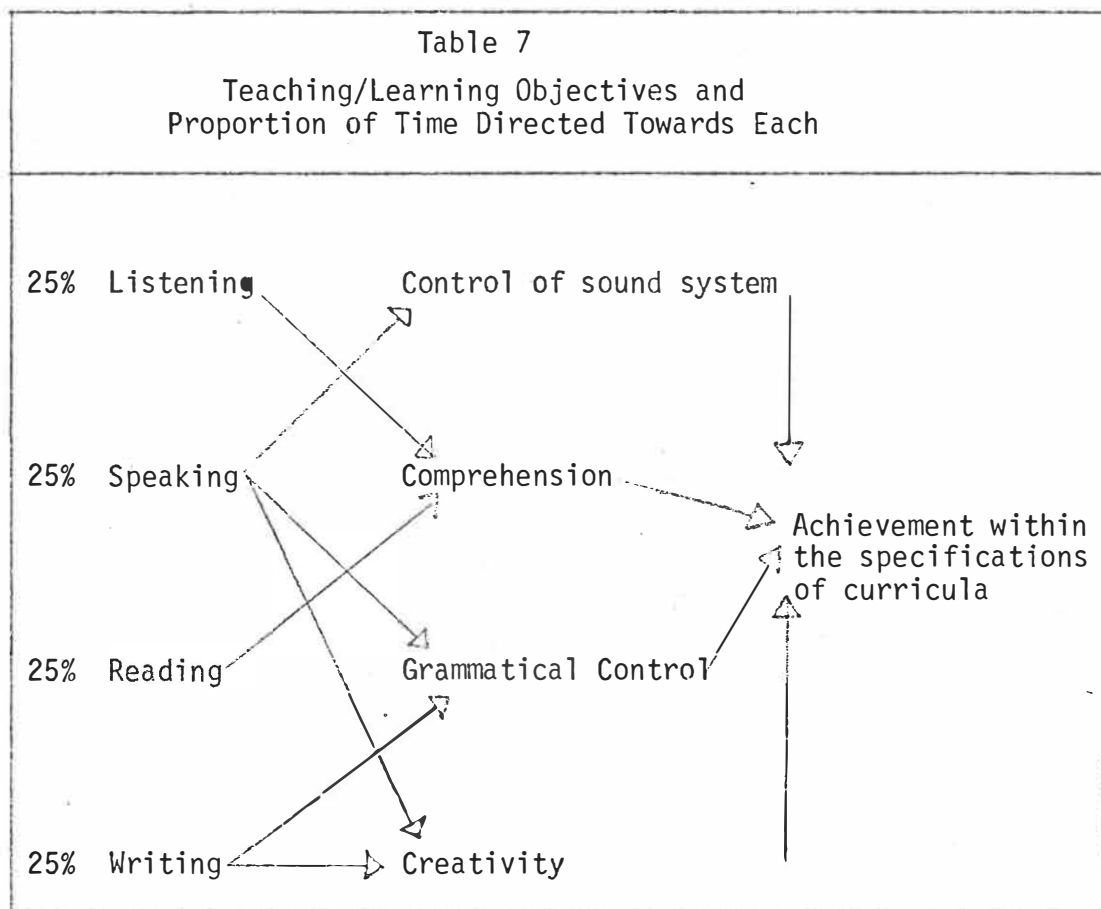 Table 7
Teaching/Learning Objectives and
Proportion of Time Directed Towards Each
25% Listening Control of sound system
25% Speaking Comprehension
Achievement within
the specifications
of curricula
25% Reading Grammatical Control
25% Writing Creativity